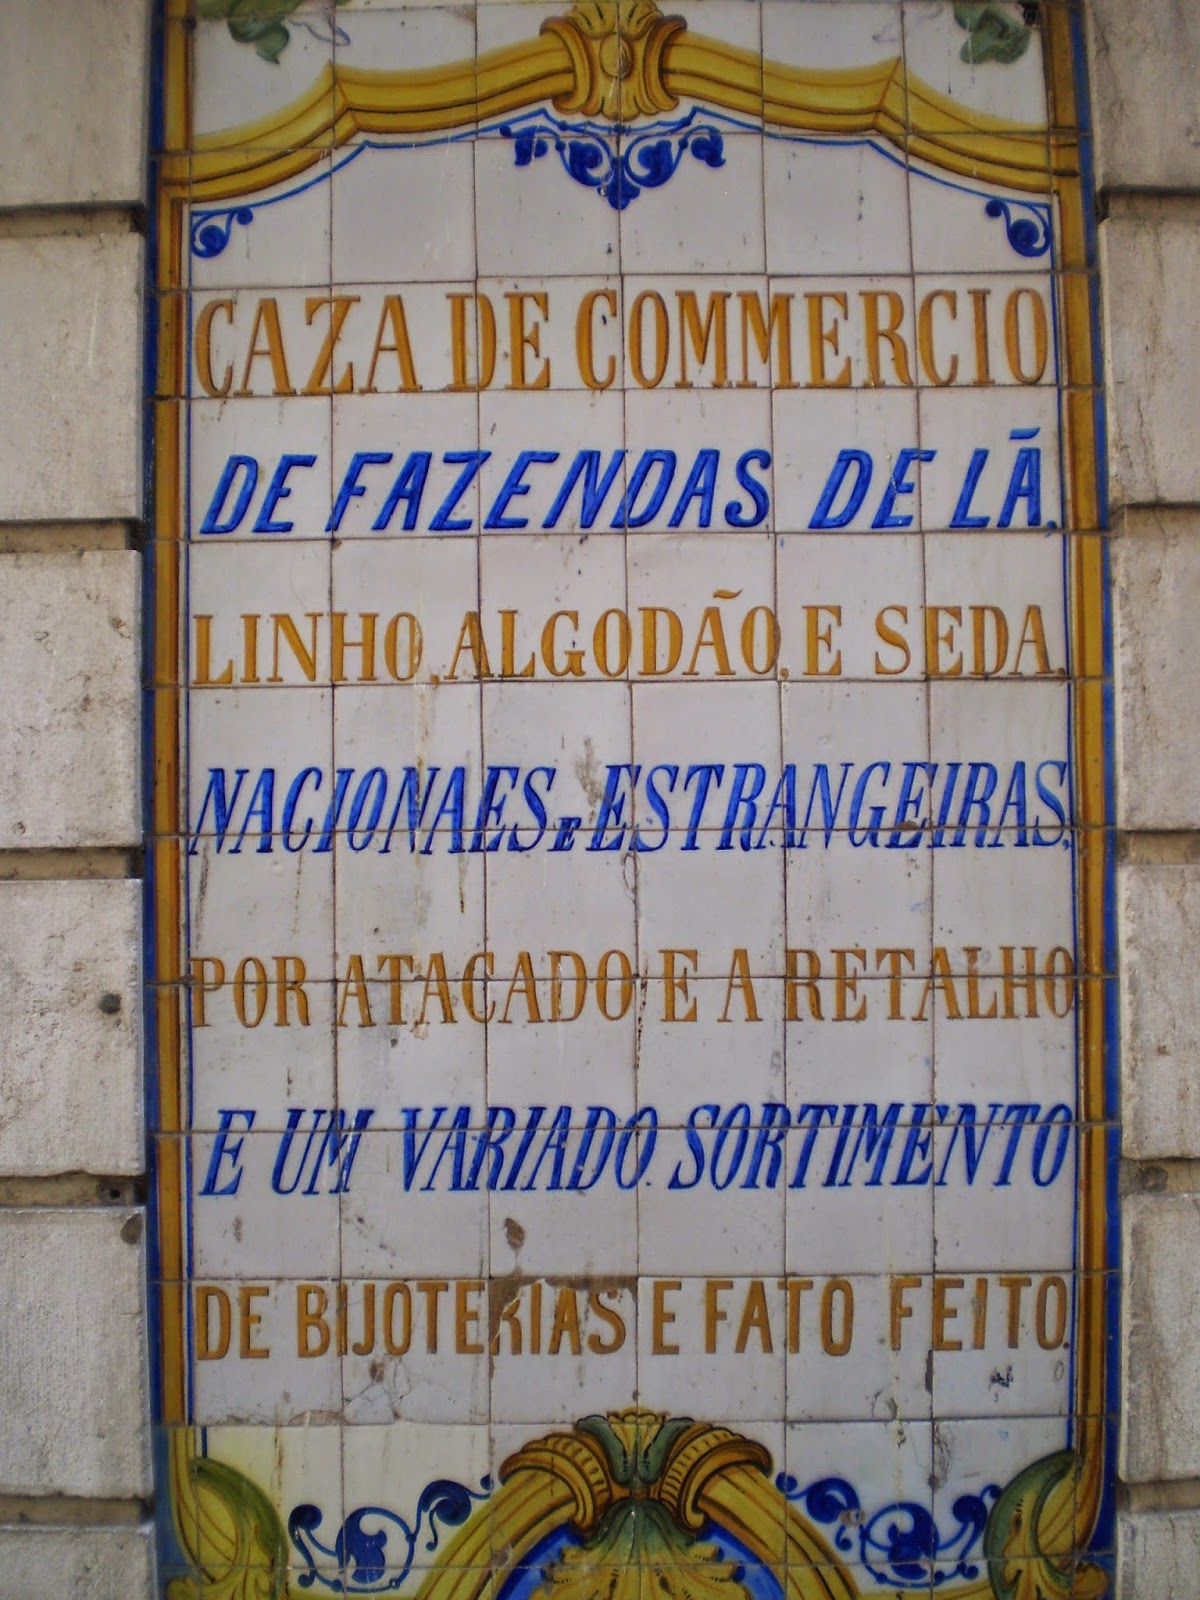 CAZA DE COMMERCIO
DE FAZENDAS DE LÃ.
LINHO, ALGODÃO, E SEDA,
NACIONAES E ESTRANGEIRAS,
POR ATACADO E A RETALHO
E UM VARIADO SORTIMENTO
DE BIJOTERIAS E FATO FEITO.